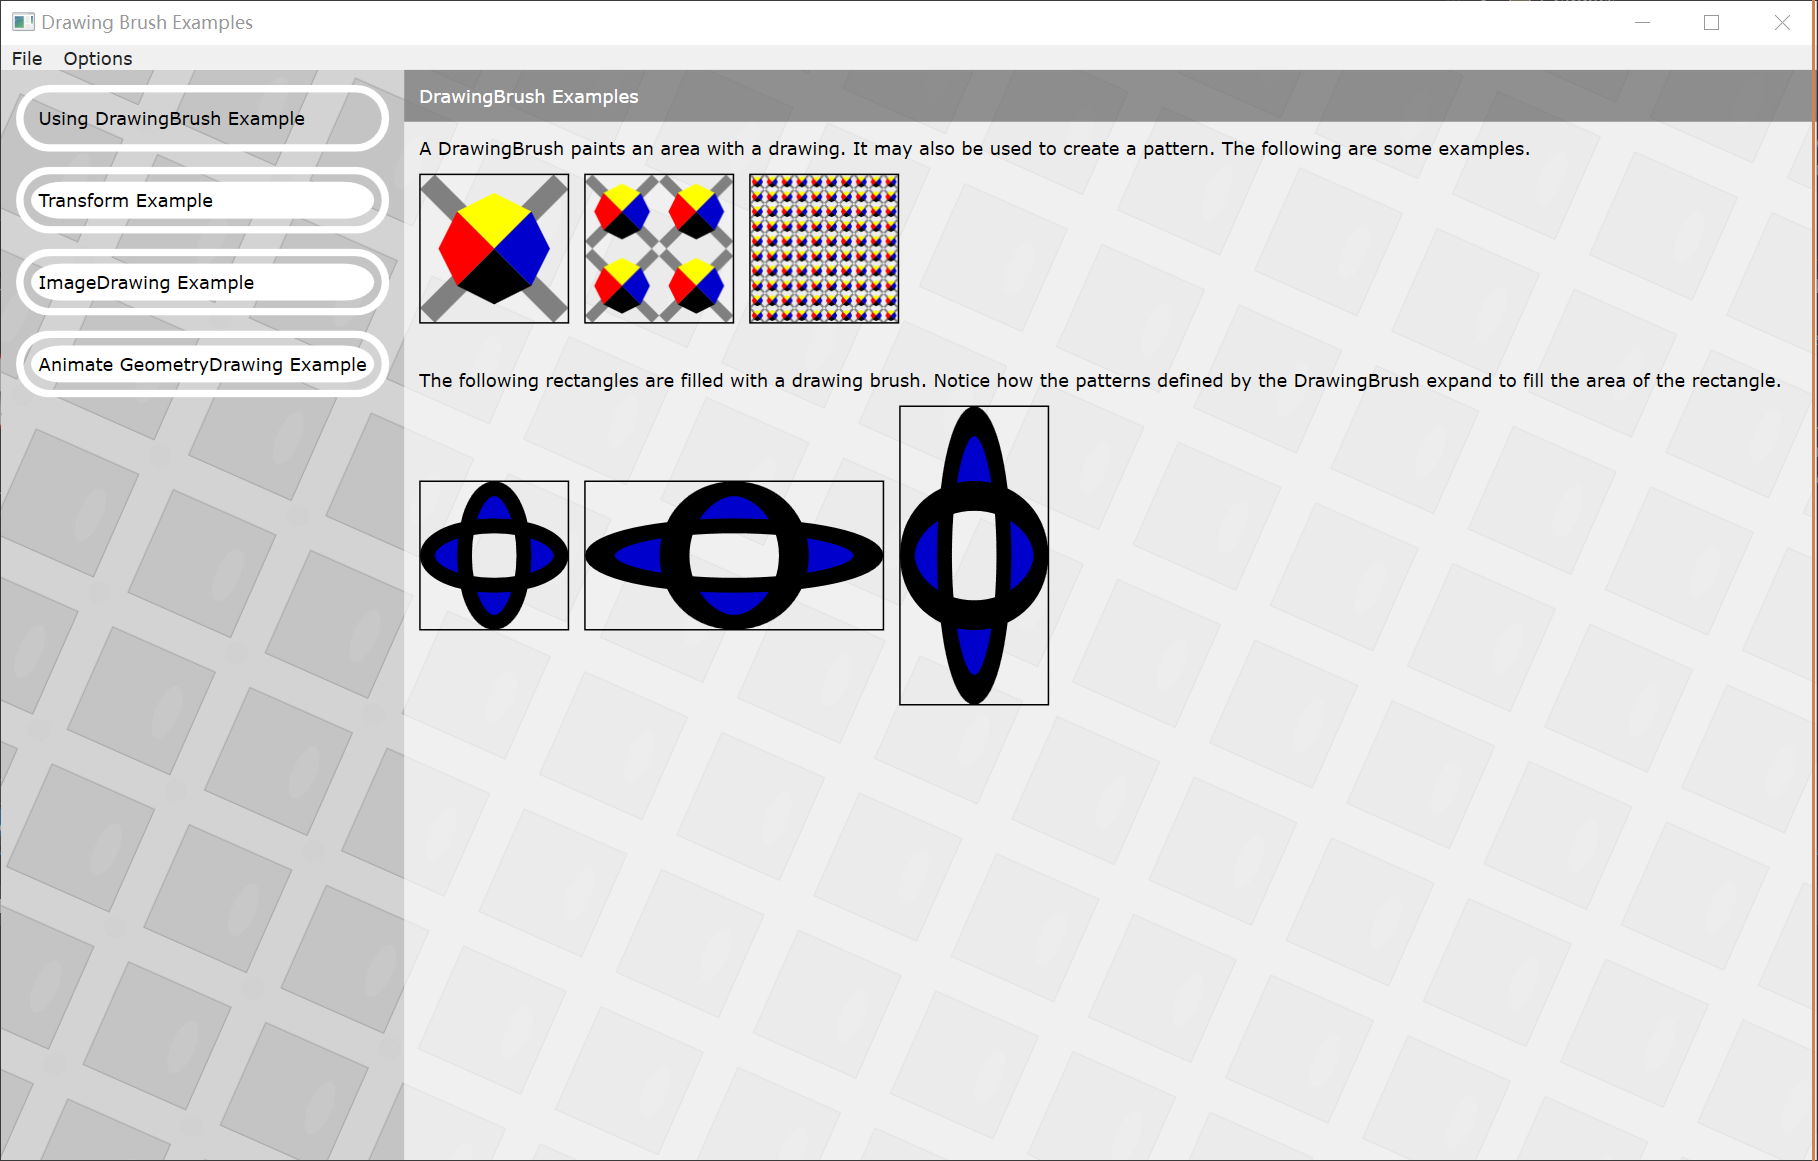 Drawing Brush Examples
File Options
Using DrawingBrush Example
Transform Example
ImageDrawing Example
Animate GeometryDrawing Example
DrawingBrush Examples
A DrawingBrush paints an area with a drawing. It may also be used to create a pattern. The following are some examples.
The following rectangles are filled with a drawing brush. Notice how the patterns defined by the DrawingBrush expand to fill the area of the rectangle.